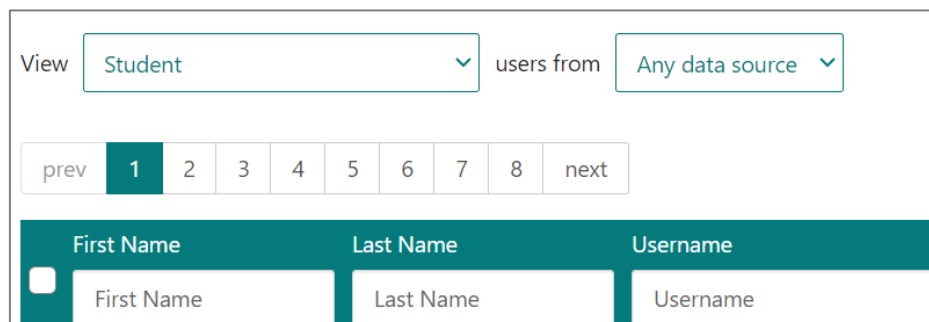 View Student users from Any data source
prev 1 2 3 4 5 6 7 8 next
First Name Last Name Username
First Name Last Name Username